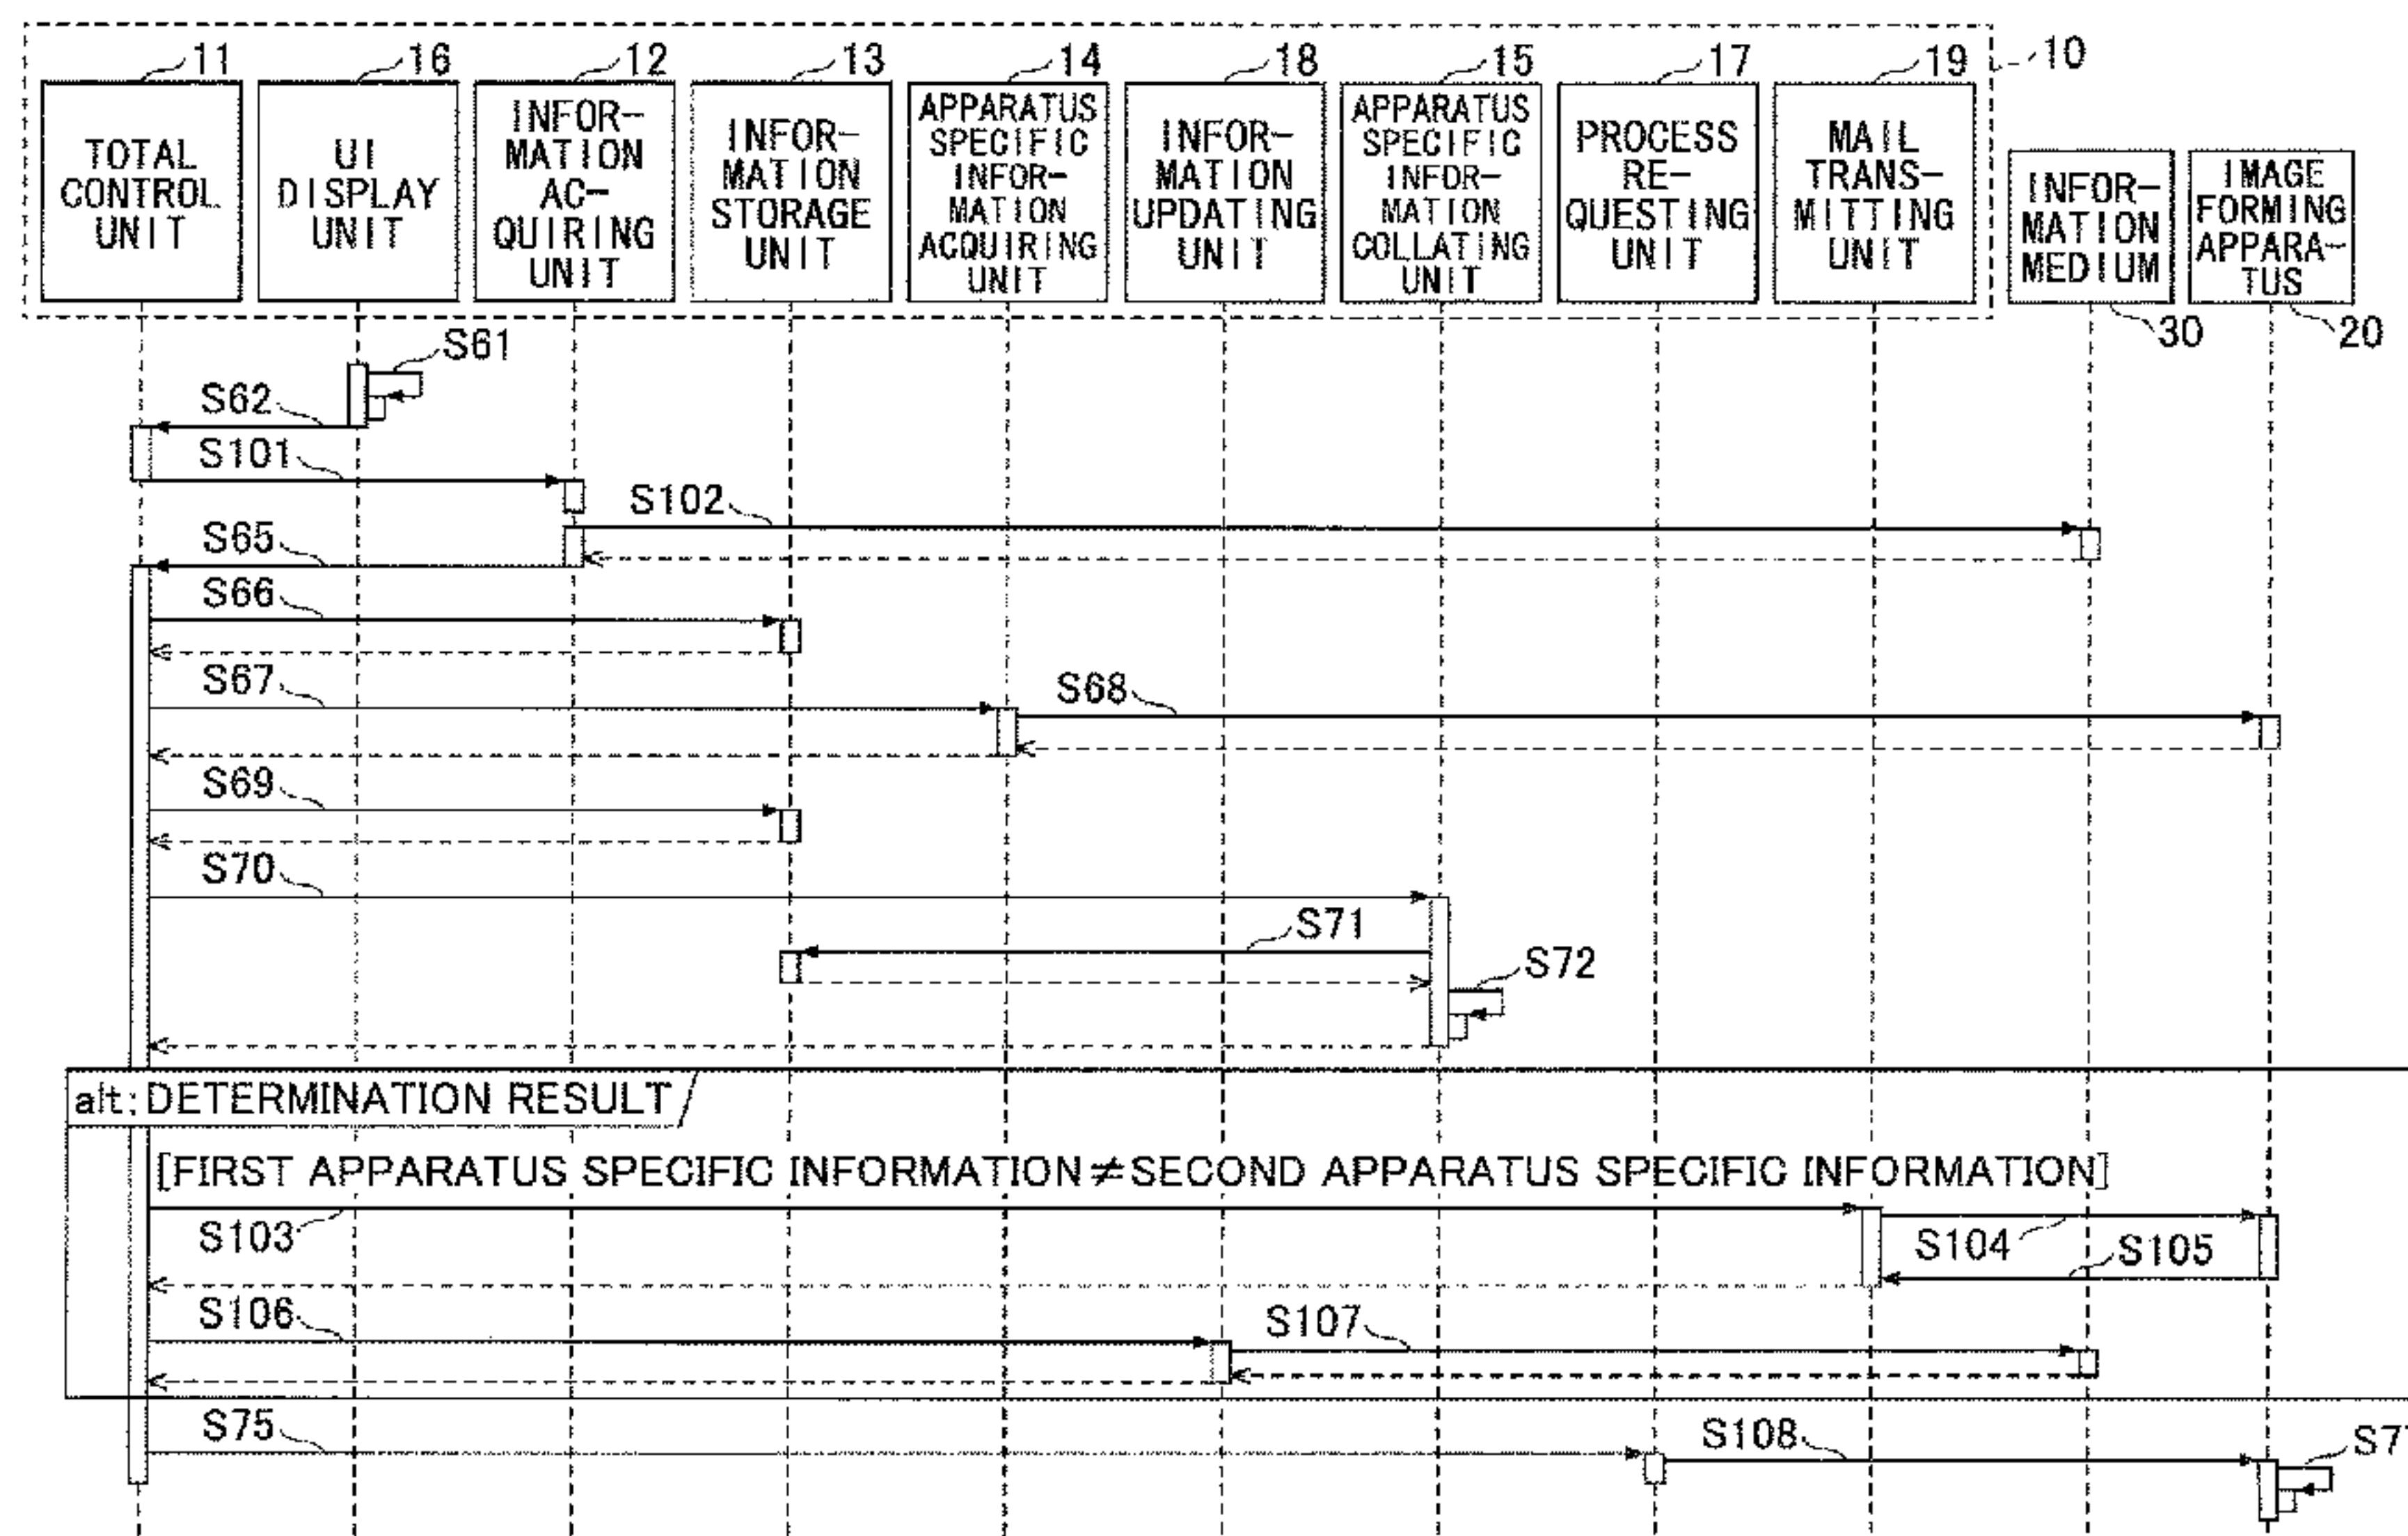 11
16
12
13
14
18
15
17
19
10
TOTAL
CONTROL
UNIT
UI
DISPLAY
UNIT
INFOR-
MATION
AC-
QUIRING
UNIT
INFOR-
MATION
STORAGE
UNIT
APPARATUS
SPECIFIC
INFOR-
MATION
ACQUIRING
UNIT
INFOR-
MATION
UPDATING
UNIT
APPARATUS
SPECIFIC
INFOR-
MATION
COLLATING
UNIT
PROCESS
RE-
QUESTING
UNIT
MAIL
TRANS-
MITTING
UNIT
INFOR-
MATION
MEDIUM
IMAGE
FORMING
APPARA-
TUS
30
20
S61
S62
S101
S102
S65
S66
S67
S68
S69
S70
S71
S72
alt: DETERMINATION RESULT
[FIRST APPARATUS SPECIFIC INFORMATION≠SECOND APPARATUS SPECIFIC INFORMATION]
S103
S104
S105
S106
S107
S75
S108